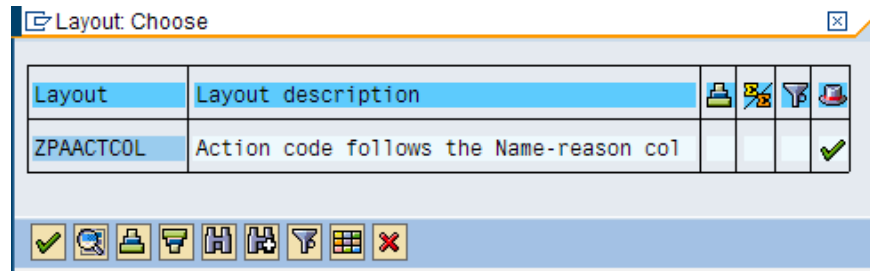 Layout: Choose
Layout Layout description
ZPAACTCOL Action code follows the Name-reason col